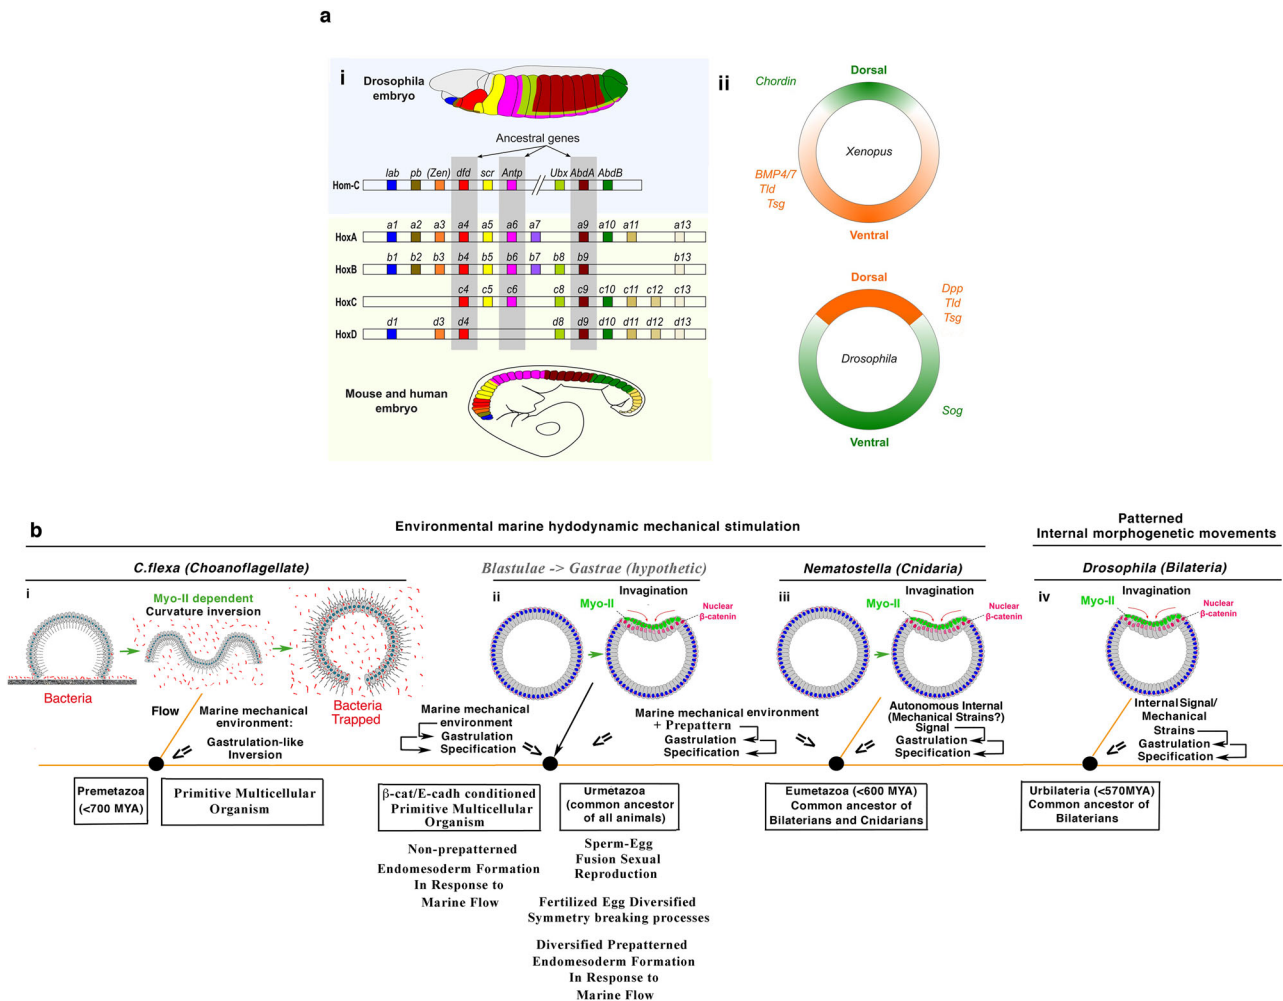 a
i
Drosophila
embryo
Ancestral genes
lab pb (Zen) dfd scr Antp Ubx AbdA AbdB
Hom-C
a1 a2 a3 a4 a5 a6 a7 a9 a10 a11 a13
HoxA
b1 b2 b3 b4 b5 b6 b7 b8 b9 b13
HoxB
c4 c5 c6 c8 c9 c10 c11 c12 c13
HoxC
d1 d3 d4 d8 d9 d10 d11 d12 d13
HoxD
Mouse and human
embryo
ii
Dorsal
Chordin
Xenopus
BMP4/7
Tld
Tsg
Ventral
Dorsal
Dpp
Tld
Tsg
Drosophila
Sog
Ventral
b
Environmental marine hydodynamic mechanical stimulation
Patterned
Internal morphogenetic movements
C.flexa (Choanoflagellate)
i
Myo-II dependent
Curvature inversion
Bacteria
Bacteria
Trapped
Flow
Marine mechanical
environment:
Gastrulation-like
Inversion
Blastulae -> Gastrae (hypothetic)
ii
Invagination
Myo-II
Nuclear
β-catenin
Marine mechanical
environment
Gastrulation
Specification
Marine mechanical environment
+ Prepattern
Gastrulation
Specification
Nematostella (Cnidaria)
iii
Invagination
Myo-II
Nuclear
β-catenin
Autonomous Internal
(Mechanical Strains?)
Signal
Gastrulation
Specification
Drosophila (Bilateria)
iv
Invagination
Myo-II
Nuclear
β-catenin
Internal Signal/
Mechanical
Strains
Gastrulation
Specification
Premetazoa
(<700 MYA)
Primitive Multicellular
Organism
β-cat/E-cadh conditioned
Primitive Multicellular
Organism
Non-prepatterned
Endomesoderm Formation
In Response to
Marine Flow
Urmetazoa
(common ancestor
of all animals)
Sperm-Egg
Fusion Sexual
Reproduction
Fertilized Egg Diversified
Symmetry breaking processes
Diversified Prepatterned
Endomesoderm Formation
In Response to
Marine Flow
Eumetazoa (<600 MYA)
Common ancestor of
Bilaterians and Cnidarians
Urbilateria (<570MYA)
Common ancestor of
Bilaterians